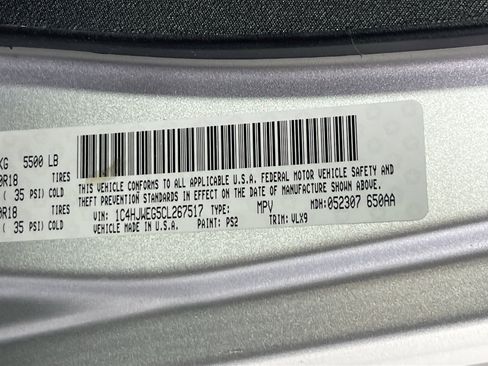 KG 5500 LB
0R18 TIRES
( 35 PSI) COLD
0R18 TIRES
( 35 PSI) COLD
THIS VEHICLE CONFORMS TO ALL APPLICABLE U.S.A. FEDERAL MOTOR VEHICLE SAFETY AND
THEFT PREVENTION STANDARDS IN EFFECT ON THE DATE OF MANUFACTURE SHOWN ABOVE.
VIN: 1C4HJWEG5CL267517 TYPE: MPV MDH: 052307 650AA
VEHICLE MADE IN U.S.A. PAINT: PS2 TRIM: VLX9